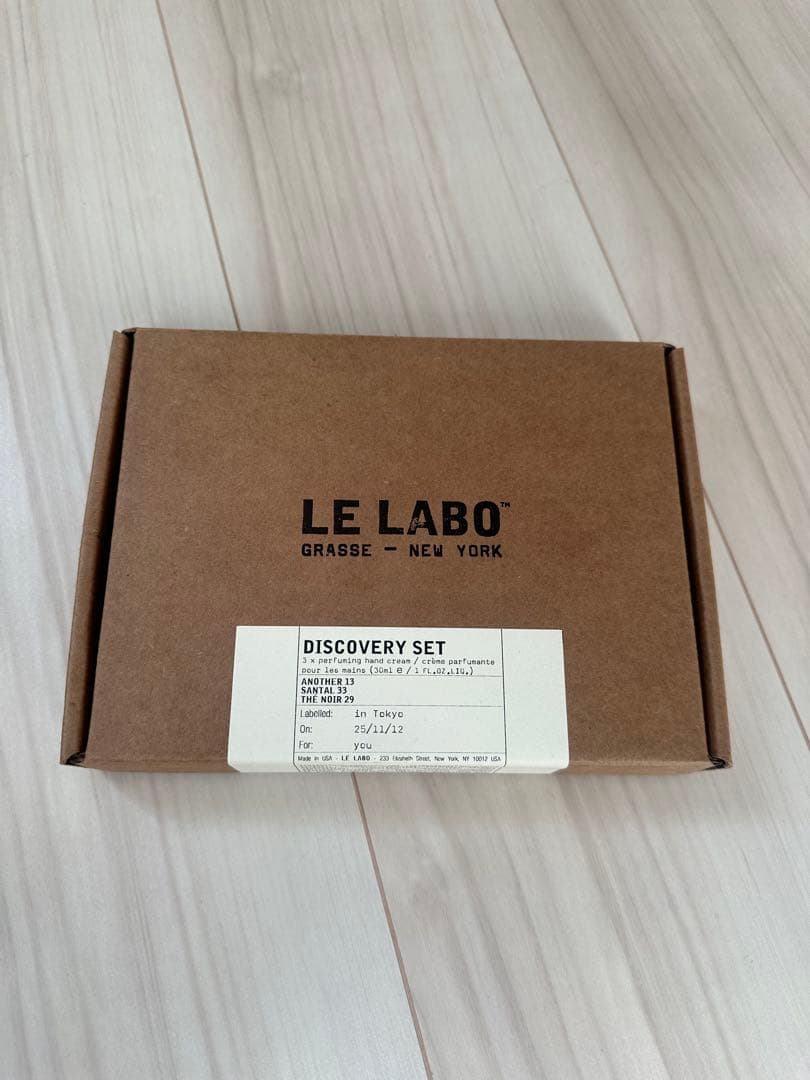 LE LABO™
GRASSE — NEW YORK
DISCOVERY SET
3 x perfuming hand cream / crème parfumante
pour les mains (30ml e / 1 FL.OZ.LIQ.)
ANOTHER 13
SANTAL 33
THÉ NOIR 29
Labelled: in Tokyo
On: 25/11/12
For: you
Made in USA - LE LABO - 233 Elizabeth Street, New York, NY 10012 USA